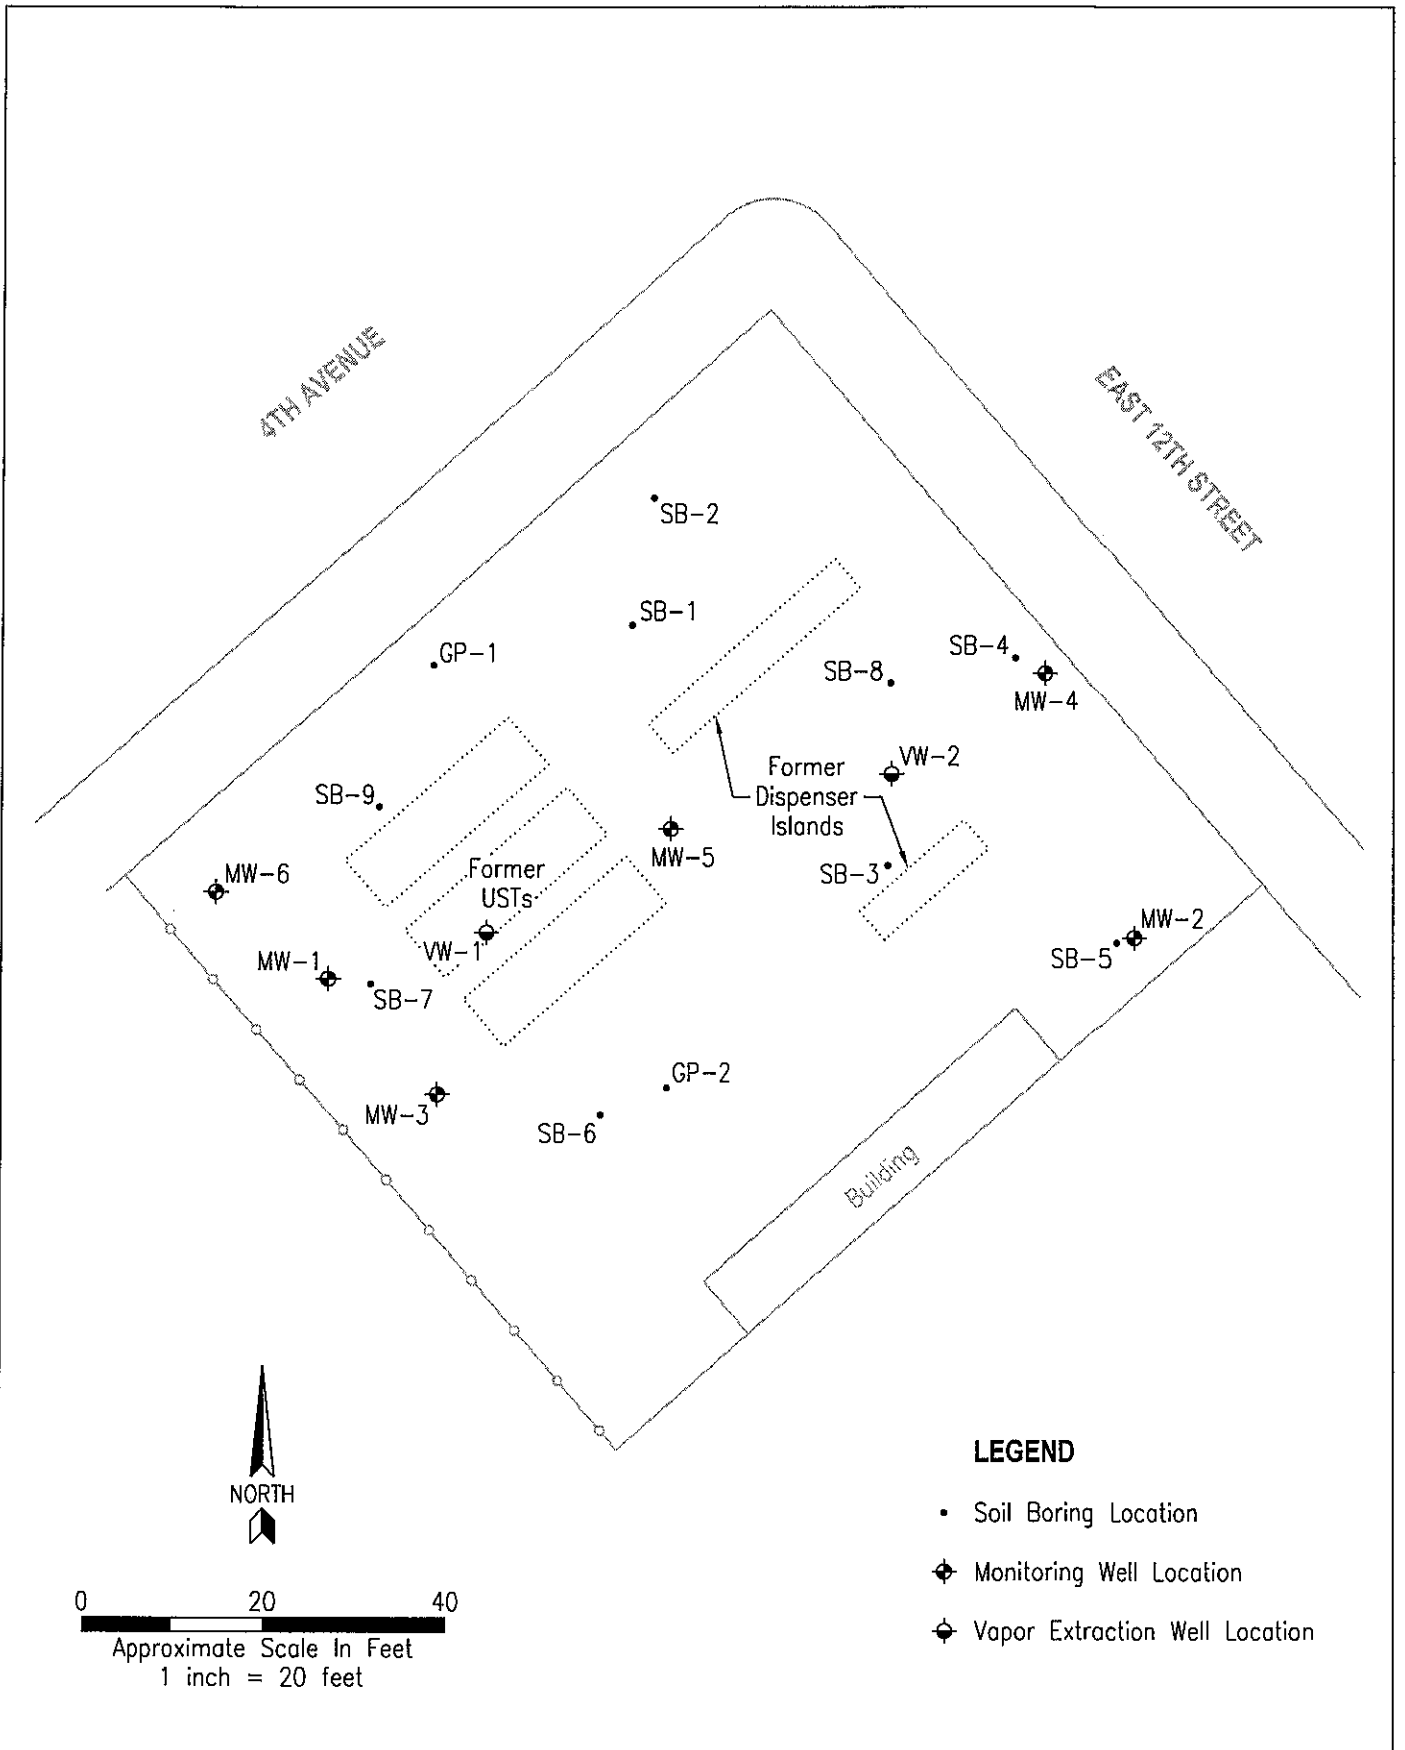 4TH AVENUE
EAST 12TH STREET
SB-2
SB-1
GP-1
SB-4
SB-8
MW-4
VW-2
Former
Dispenser
Islands
SB-9
MW-5
SB-3
MW-6
Former
USTs
VW-1
MW-2
SB-5
MW-1
SB-7
GP-2
MW-3
SB-6
Building
NORTH
0 20 40
Approximate Scale In Feet
1 inch = 20 feet
LEGEND
Soil Boring Location
Monitoring Well Location
Vapor Extraction Well Location